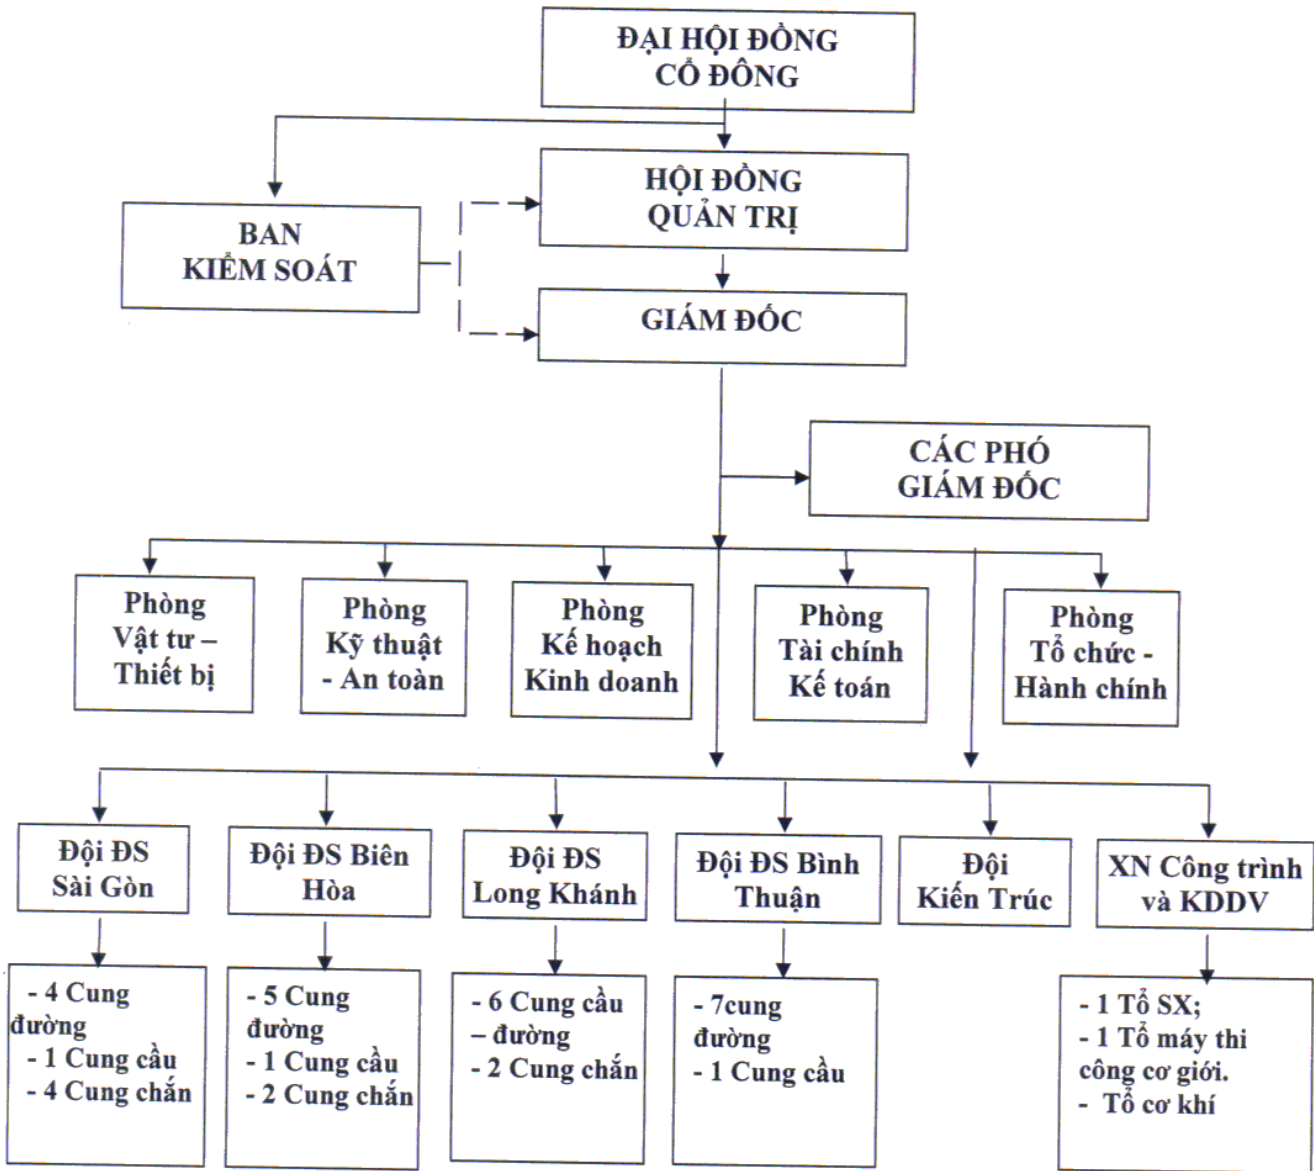 ĐẠI HỘI ĐỒNG
CỔ ĐÔNG
HỘI ĐỒNG
QUẢN TRỊ
BAN
KIỂM SOÁT
GIÁM ĐỐC
CÁC PHÓ
GIÁM ĐỐC
Phòng
Vật tư –
Thiết bị
Phòng
Kỹ thuật
- An toàn
Phòng
Kế hoạch
Kinh doanh
Phòng
Tài chính
Kế toán
Phòng
Tổ chức -
Hành chính
Đội ĐS
Sài Gòn
Đội ĐS Biên
Hòa
Đội ĐS
Long Khánh
Đội ĐS Bình
Thuận
Đội
Kiến Trúc
XN Công trình
và KDDV
- 4 Cung
đường
- 1 Cung cầu
- 4 Cung chắn
- 5 Cung
đường
- 1 Cung cầu
- 2 Cung chắn
- 6 Cung cầu
– đường
- 2 Cung chắn
- 7cung
đường
- 1 Cung cầu
- 1 Tổ SX;
- 1 Tổ máy thi
công cơ giới.
- Tổ cơ khí